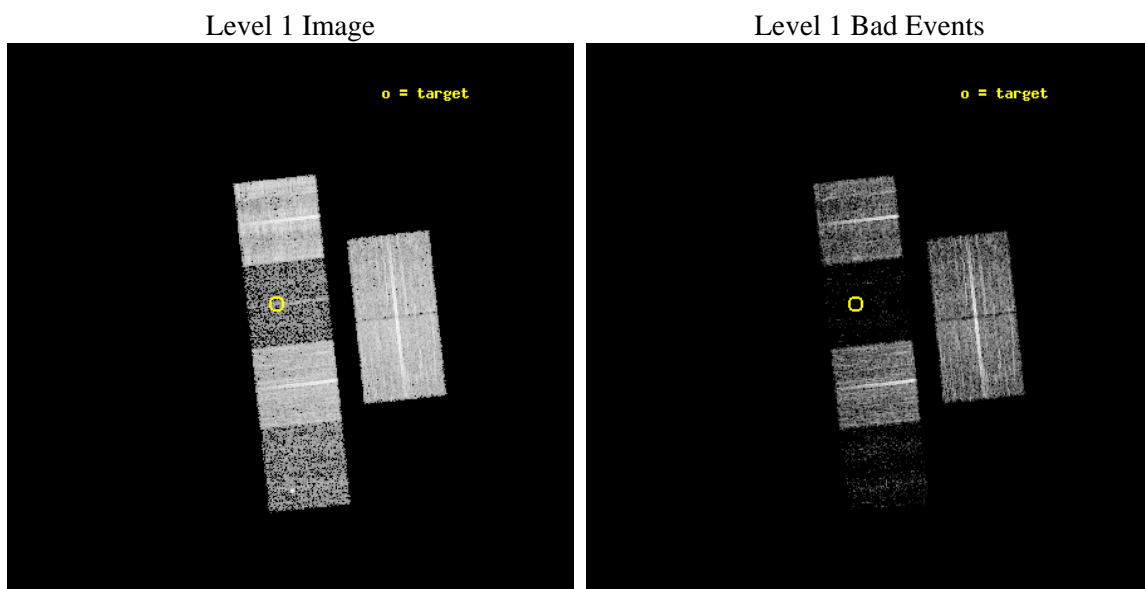 Level 1 Image
Level 1 Bad Events
o = target
o = target